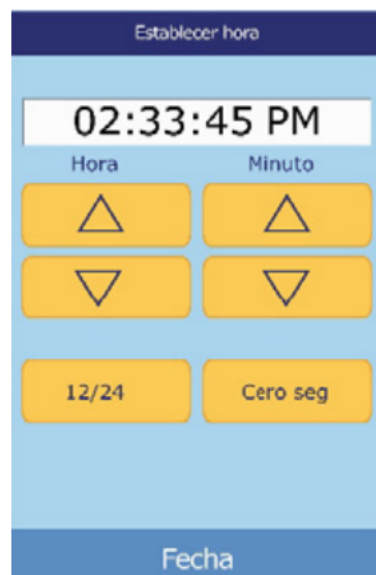 Establecer hora
02:33:45 PM
Hora Minuto
12/24 Cero seg
Fecha